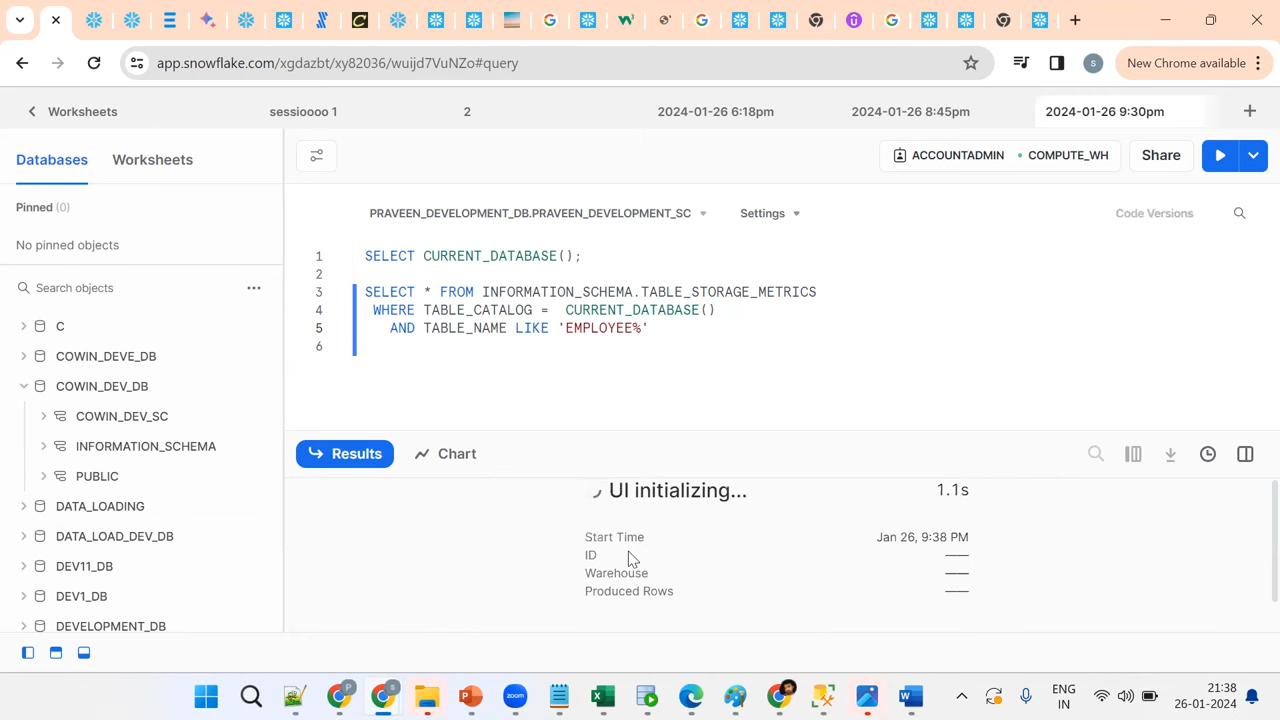 app.snowflake.com/xgdazbt/xy82036/wuijd7VuNZo#query
s
New Chrome available
Worksheets
sessioooo 1
2
2024-01-26 6:18pm
2024-01-26 8:45pm
2024-01-26 9:30pm
Databases
Worksheets
ACCOUNTADMIN
COMPUTE_WH
Share
Pinned (0)
No pinned objects
PRAVEEN_DEVELOPMENT_DB.PRAVEEN_DEVELOPMENT_SC
Settings
Code Versions
Search objects
1 SELECT CURRENT_DATABASE();
2
3 SELECT * FROM INFORMATION_SCHEMA.TABLE_STORAGE_METRICS
4 WHERE TABLE_CATALOG = CURRENT_DATABASE()
5 AND TABLE_NAME LIKE 'EMPLOYEE%'
6
C
COWIN_DEVE_DB
COWIN_DEV_DB
COWIN_DEV_SC
INFORMATION_SCHEMA
PUBLIC
DATA_LOADING
DATA_LOAD_DEV_DB
DEV11_DB
DEV1_DB
DEVELOPMENT_DB
Results
Chart
UI initializing...
1.1s
Start Time
Jan 26, 9:38 PM
ID
Warehouse
Produced Rows
zoom
ENG
IN
21:38
26-01-2024